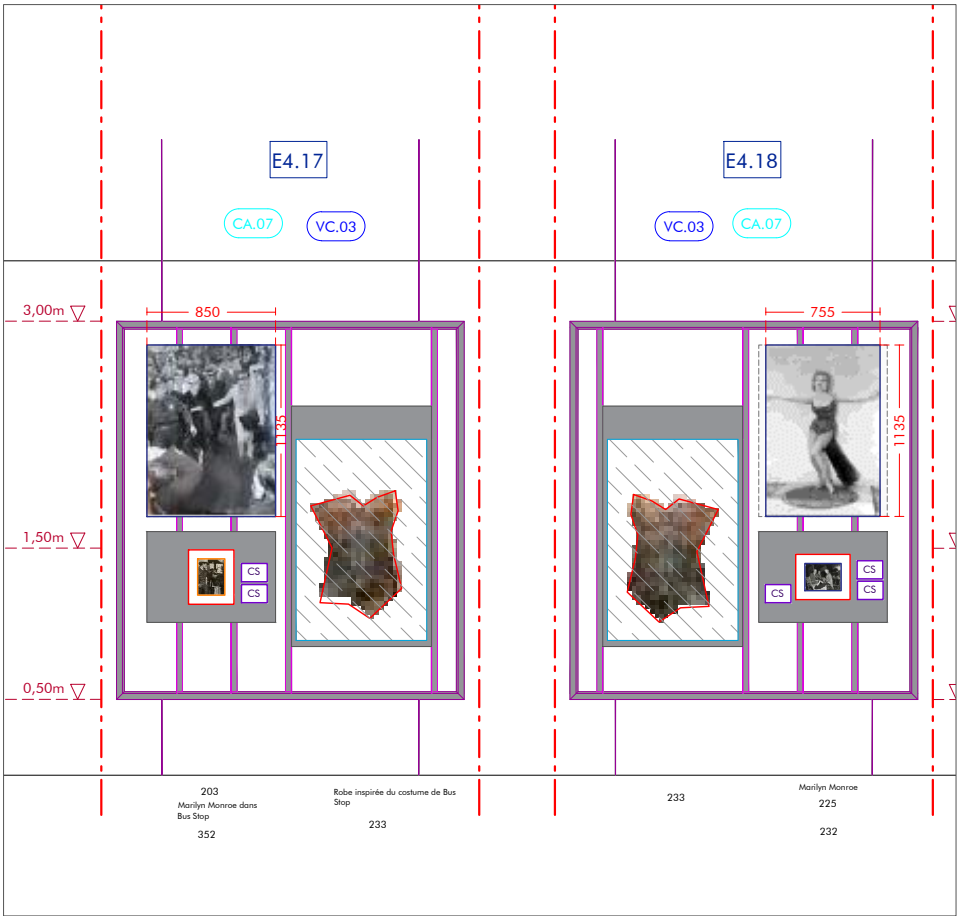 E4.17
E4.18
CA.07
VC.03
VC.03
CA.07
3,00m
850
755
1135
1135
1,50m
CS
CS
CS
CS
CS
0,50m
203
Marilyn Monroe dans
Bus Stop
352
Robe inspirée du costume de Bus
Stop
233
233
Marilyn Monroe
225
232